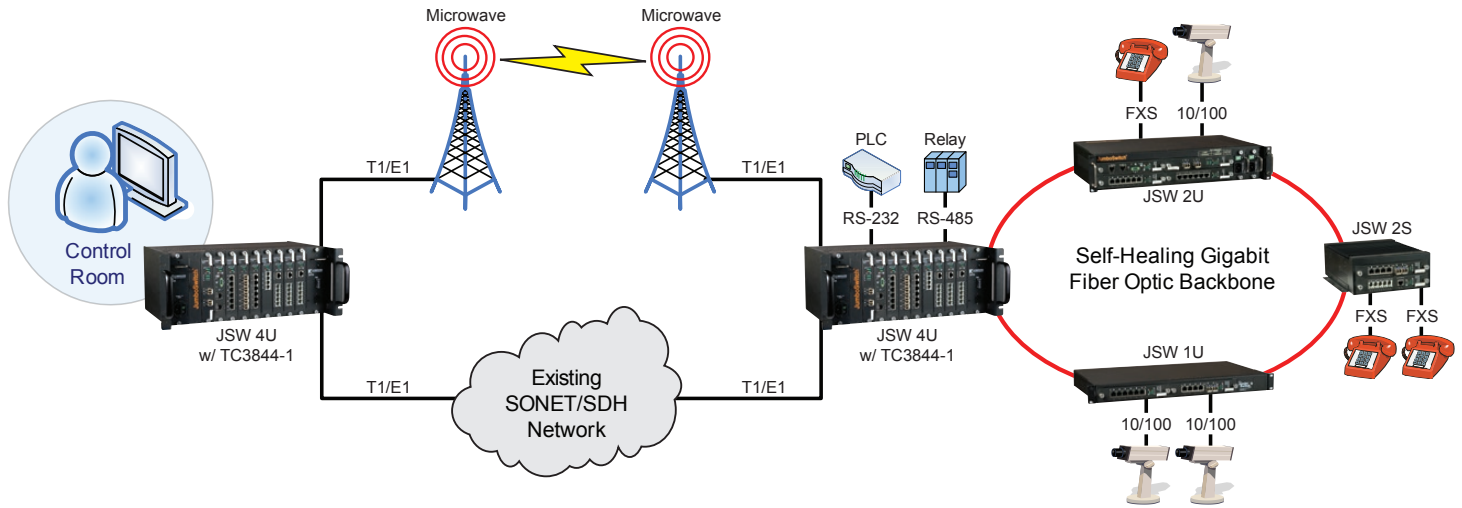 Microwave
Microwave
FXS
10/100
PLC
Relay
T1/E1
T1/E1
RS-232
RS-485
JSW 2U
Control
Room
Self-Healing Gigabit
Fiber Optic Backbone
JSW 2S
JumboSwitch
JumboSwitch
JSW 4U
w/ TC3844-1
JSW 4U
w/ TC3844-1
FXS
FXS
JSW 1U
Existing
SONET/SDH
Network
T1/E1
T1/E1
10/100
10/100